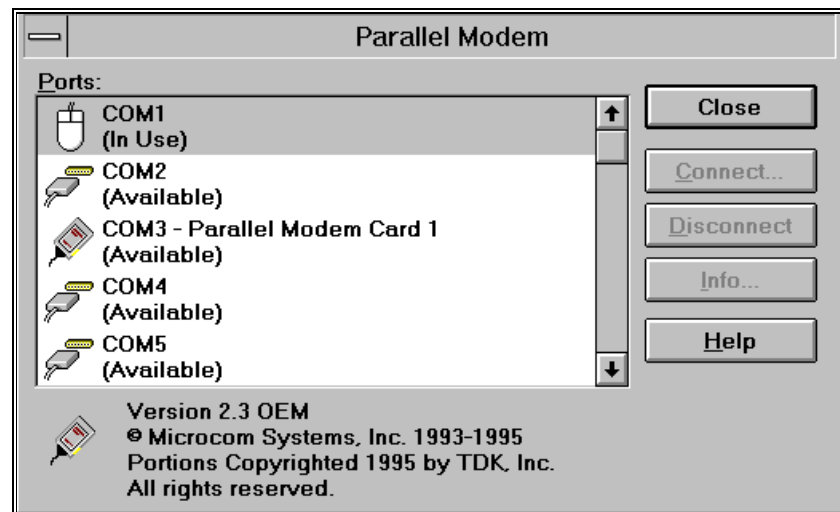 Parallel Modem
Ports:
COM1
(In Use)
COM2
(Available)
COM3 - Parallel Modem Card 1
(Available)
COM4
(Available)
COM5
(Available)
Close
Connect...
Disconnect
Info...
Help
Version 2.3 OEM
© Microcom Systems, Inc. 1993-1995
Portions Copyrighted 1995 by TDK, Inc.
All rights reserved.